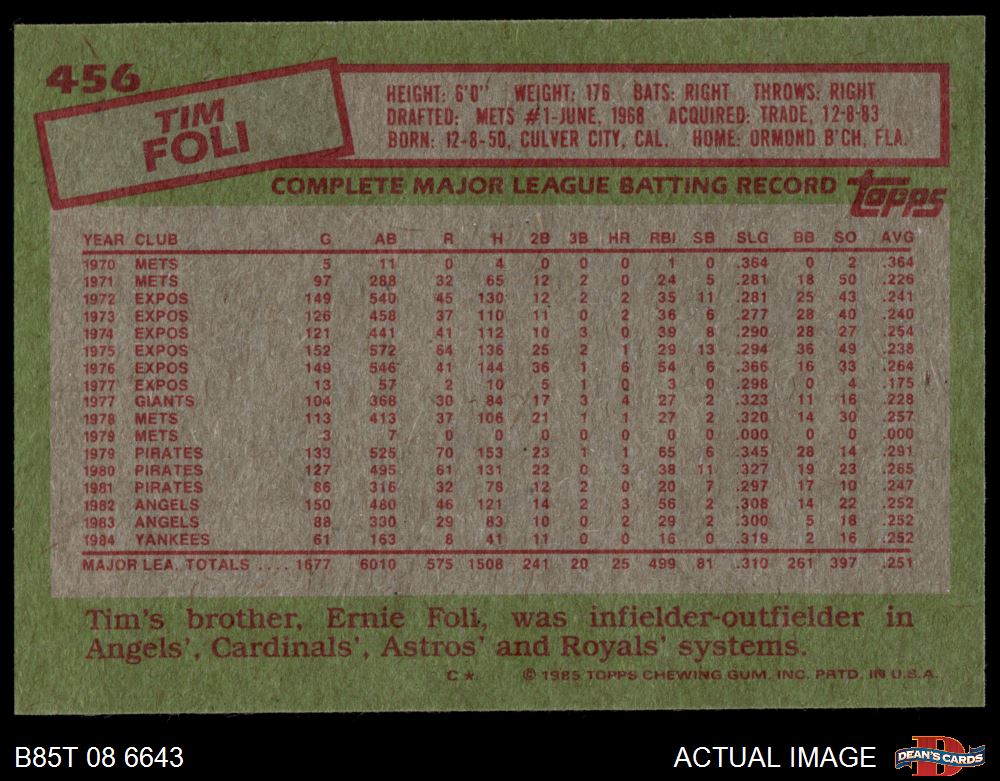 456
TIM
FOLI
HEIGHT: 6'0" WEIGHT: 176 BATS: RIGHT THROWS: RIGHT
DRAFTED: METS #1-JUNE, 1968 ACQUIRED: TRADE, 12-8-83
BORN: 12-8-50, CULVER CITY, CAL. HOME: ORMOND B'CH, FLA.
COMPLETE MAJOR LEAGUE BATTING RECORD topps
YEAR CLUB G AB R H 2B 3B HR RBI SB SLG BB SO AVG
1970 METS 5 11 0 4 0 0 0 1 0 .364 0 2 .364
1971 METS 97 288 32 65 12 2 0 24 5 .281 18 50 .226
1972 EXPOS 149 540 45 130 12 2 2 35 11 .281 25 43 .241
1973 EXPOS 126 458 37 110 11 0 2 36 6 .277 28 40 .240
1974 EXPOS 121 441 41 112 10 3 0 39 8 .290 28 27 .254
1975 EXPOS 152 572 64 136 25 2 1 29 13 .294 36 49 .238
1976 EXPOS 149 546 41 144 36 1 6 54 6 .366 16 33 .264
1977 EXPOS 13 57 2 10 5 1 0 3 0 .298 0 4 .175
1977 GIANTS 104 368 30 84 17 3 4 27 2 .323 11 16 .228
1978 METS 113 413 37 106 21 1 1 27 2 .320 14 30 .257
1979 METS 3 7 0 0 0 0 0 0 0 .000 0 0 .000
1979 PIRATES 133 525 70 153 23 1 1 65 6 .345 28 14 .291
1980 PIRATES 127 495 61 131 22 0 3 38 11 .327 19 23 .265
1981 PIRATES 86 316 32 78 12 2 0 20 7 .297 17 10 .247
1982 ANGELS 150 480 46 121 14 2 3 56 2 .308 14 22 .252
1983 ANGELS 88 330 29 83 10 0 2 29 2 .300 5 18 .252
1984 YANKEES 61 163 8 41 11 0 0 16 0 .319 2 16 .252
MAJOR LEA. TOTALS .... 1677 6010 575 1508 241 20 25 499 81 .310 261 397 .251
Tim's brother, Ernie Foli, was infielder-outfielder in
Angels', Cardinals', Astros' and Royals' systems.
C* © 1985 TOPPS CHEWING GUM, INC. PRTD. IN U.S.A.
B85T 08 6643 ACTUAL IMAGE D DEAN'S CARDS